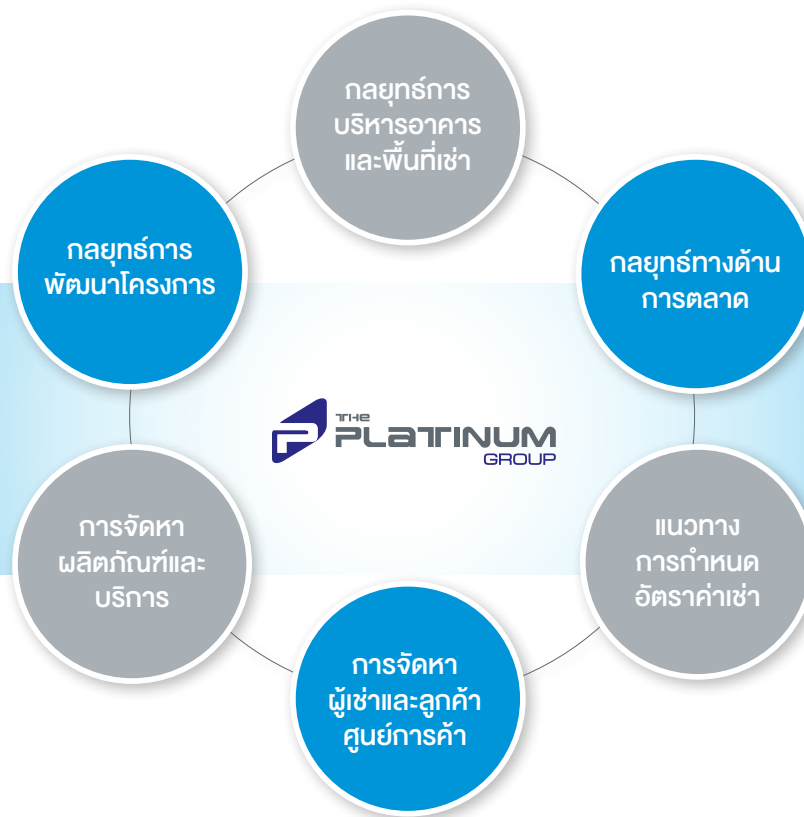 กลยุทธ์การ
บริหารอาคาร
และพื้นที่เช่า
กลยุทธ์การ
พัฒนาโครงการ
กลยุทธ์ทางด้าน
การตลาด
THE
PLATINUM
GROUP
การจัดหา
ผลิตภัณฑ์และ
บริการ
แนวทาง
การกำหนด
อัตราค่าเช่า
การจัดหา
ผู้เช่าและลูกค้า
ศูนย์การค้า